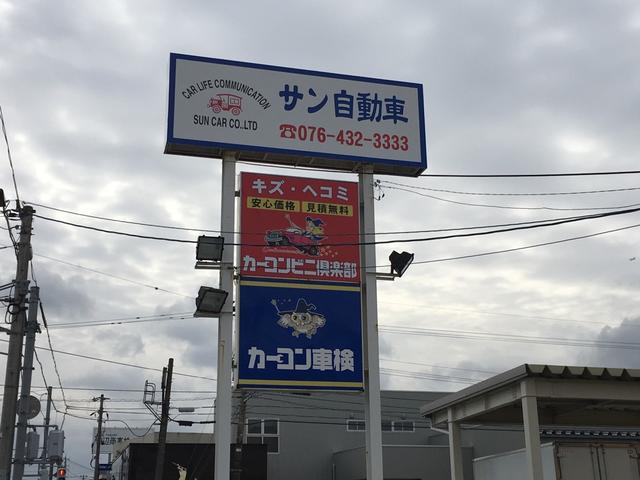 CAR LIFE COMMUNICATION
SUN CAR CO.,LTD
サン自動車
☎076-432-3333
キズ・ヘコミ
安心価格 見積無料
カーコンビニ倶楽部
カーコン車検